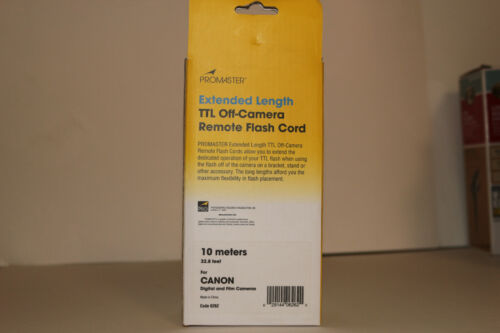 PROMASTER
Extended Length
TTL Off-Camera
Remote Flash Cord
PROMASTER Extended Length TTL Off-Camera
Remote Flash Cords allow you to extend the
dedicated operation of your TTL flash when using
the flash off of the camera on a bracket, stand or
other accessory. The long lengths afford you the
maximum flexibility in flash placement.
10 meters
32.8 feet
For
CANON
Digital and Film Cameras
Made in China
Code 6262